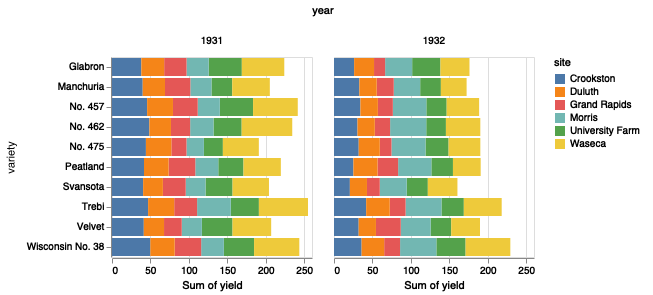 year
1931
1932
variety
Glabron
Manchuria
No. 457
No. 462
No. 475
Peatland
Svansota
Trebi
Velvet
Wisconsin No. 38
0 50 100 150 200 250
Sum of yield
0 50 100 150 200 250
Sum of yield
site
Crookston
Duluth
Grand Rapids
Morris
University Farm
Waseca